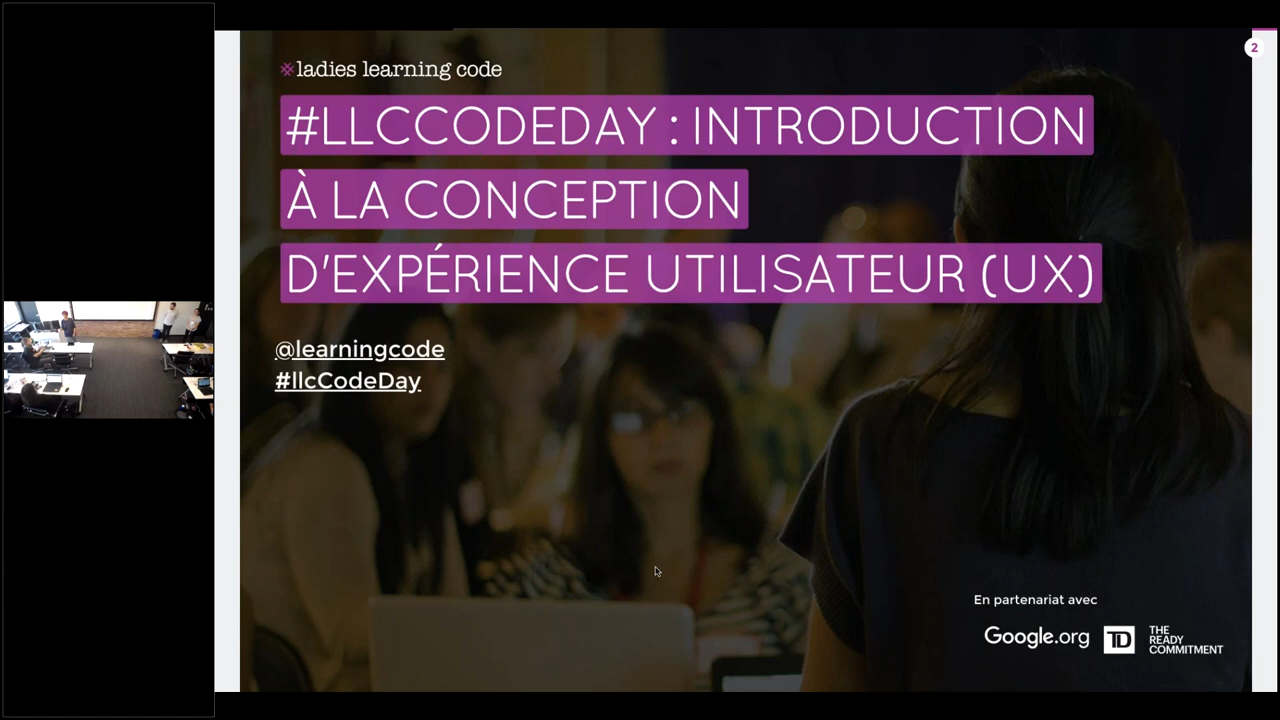 2
ladies learning code
#LLCCODEDAY : INTRODUCTION
À LA CONCEPTION
D'EXPÉRIENCE UTILISATEUR (UX)
@learningcode
#llcCodeDay
En partenariat avec
Google.org
TD
THE
READY
COMMITMENT